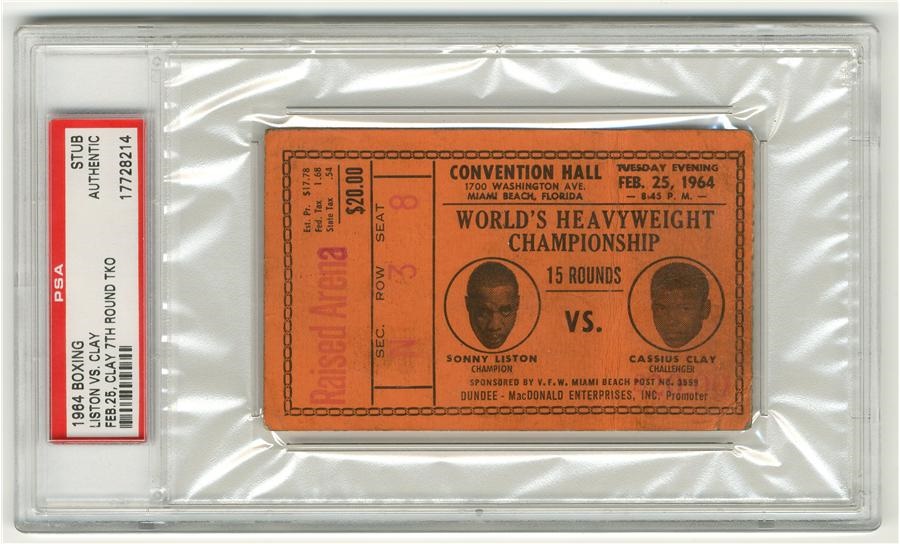 PSA
1964 BOXING
LISTON VS. CLAY
FEB.25, CLAY 7TH ROUND TKO
STUB
AUTHENTIC
17728214
Raised Arena
Est. Pr. $17.78
Fed. Tax 1.68
State Tax .54
$20.00
SEC. ROW SEAT
N 3 8
CONVENTION HALL
1700 WASHINGTON AVE.
MIAMI BEACH, FLORIDA
TUESDAY EVENING
FEB. 25, 1964
— 8:45 P. M. —
WORLD'S HEAVYWEIGHT
CHAMPIONSHIP
15 ROUNDS
VS.
SONNY LISTON
CHAMPION
CASSIUS CLAY
CHALLENGER
SPONSORED BY V.F.W. MIAMI BEACH POST NO. 3559
DUNDEE - MacDONALD ENTERPRISES, INC. Promoter